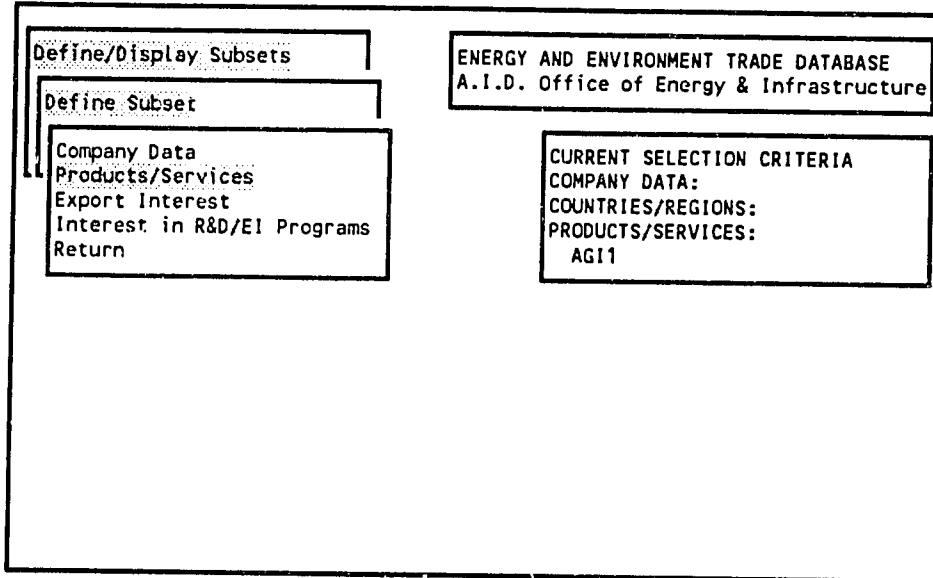 Define/Display Subsets
Define Subset
Company Data
Products/Services
Export Interest
Interest in R&D/EI Programs
Return
ENERGY AND ENVIRONMENT TRADE DATABASE
A.I.D. Office of Energy & Infrastructure
CURRENT SELECTION CRITERIA
COMPANY DATA:
COUNTRIES/REGIONS:
PRODUCTS/SERVICES:
AGI1